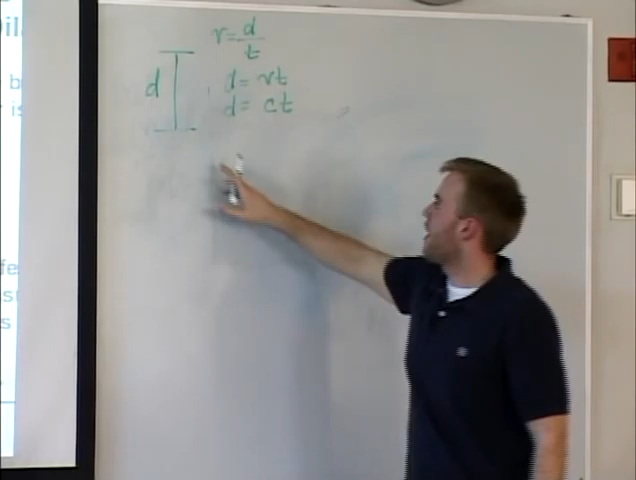 v = d/t
d
d = vt
d = ct